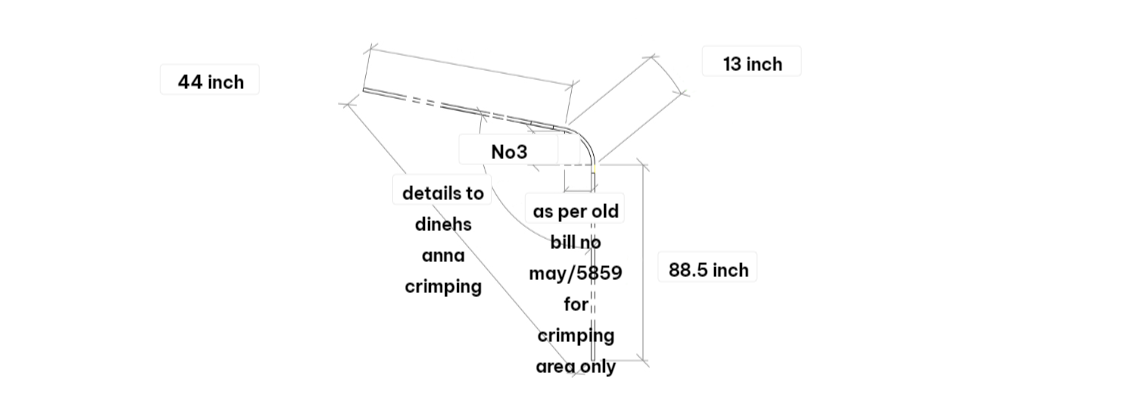 44 inch
13 inch
No3
details to
dinehs
anna
crimping
as per old
bill no
may/5859
for
crimping
area only
88.5 inch